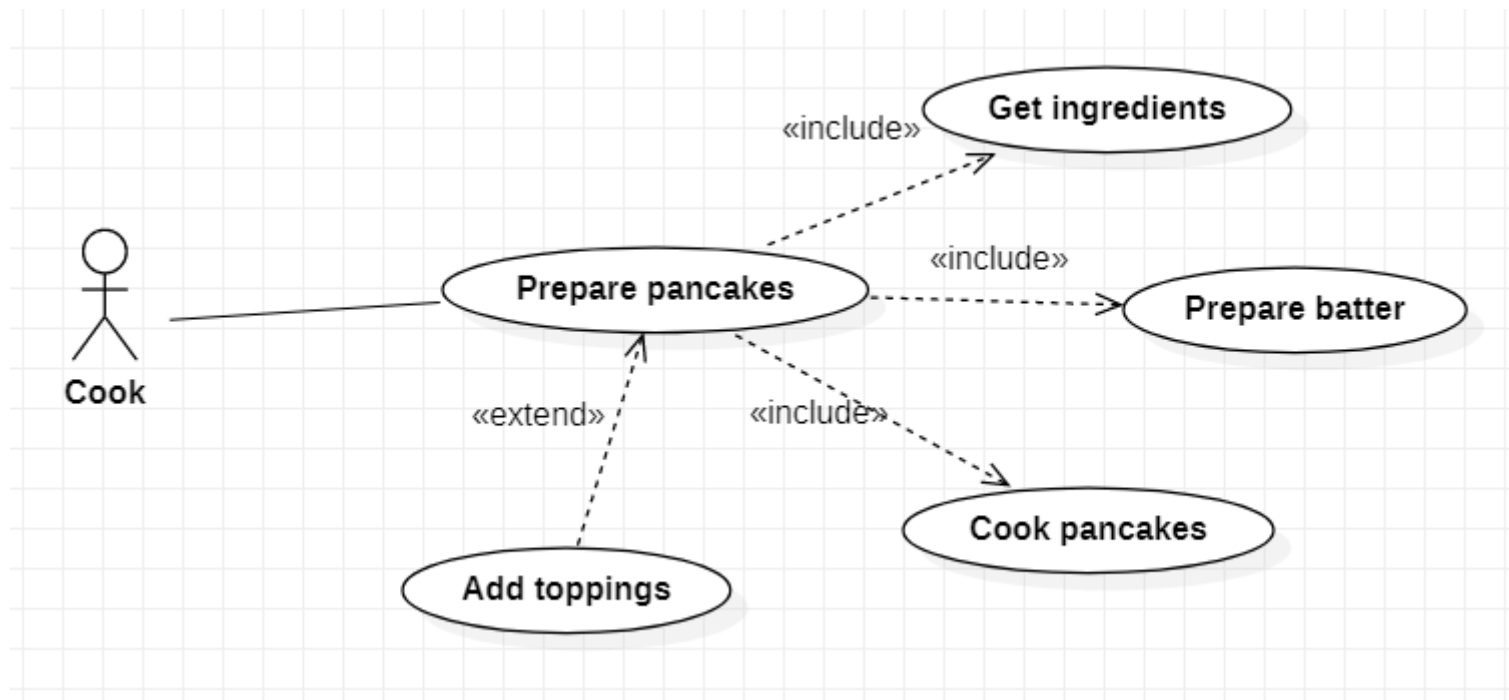 Get ingredients
«include»
«include»
Prepare pancakes
Prepare batter
Cook
«extend»
«include»
Cook pancakes
Add toppings